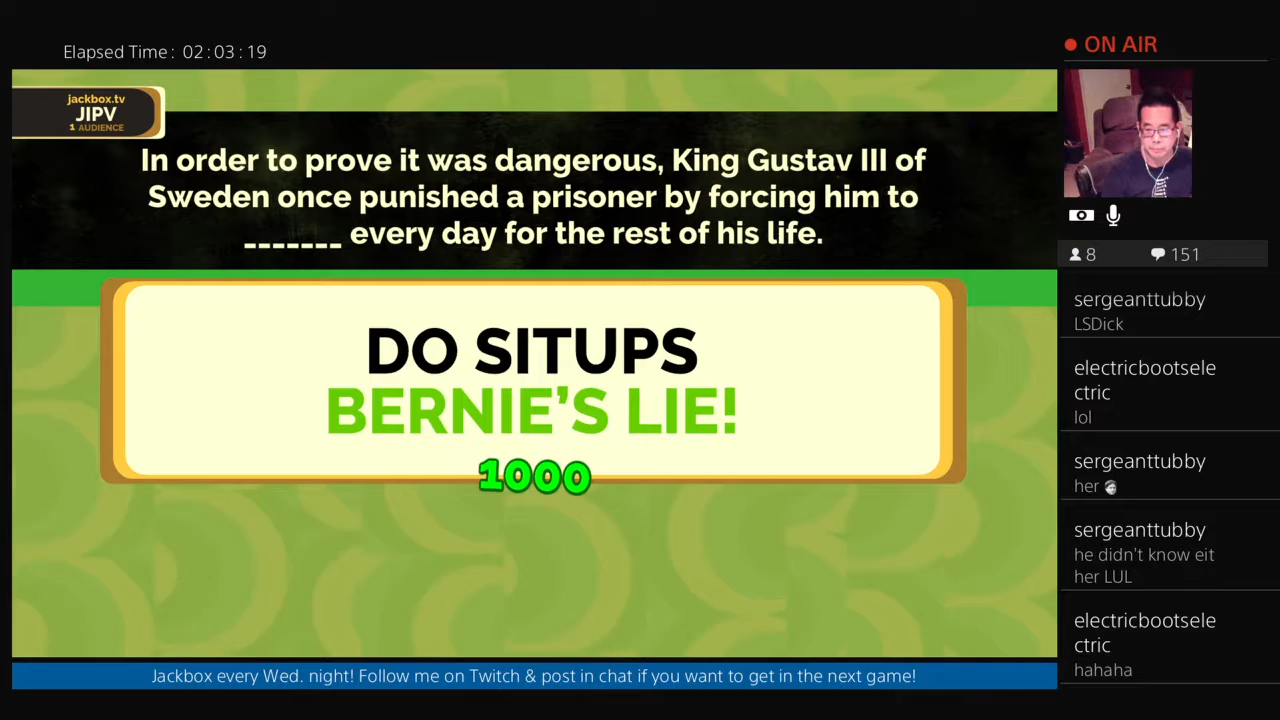 Elapsed Time: 02:03:19
ON AIR
jackbox.tv
JIPV
1 AUDIENCE
In order to prove it was dangerous, King Gustav III of
Sweden once punished a prisoner by forcing him to
_______ every day for the rest of his life.
DO SITUPS
BERNIE'S LIE!
1000
8 151
sergeanttubby
LSDick
electricbootsele
ctric
lol
sergeanttubby
her
sergeanttubby
he didn't know eit
her LUL
electricbootsele
ctric
hahaha
Jackbox every Wed. night! Follow me on Twitch & post in chat if you want to get in the next game!